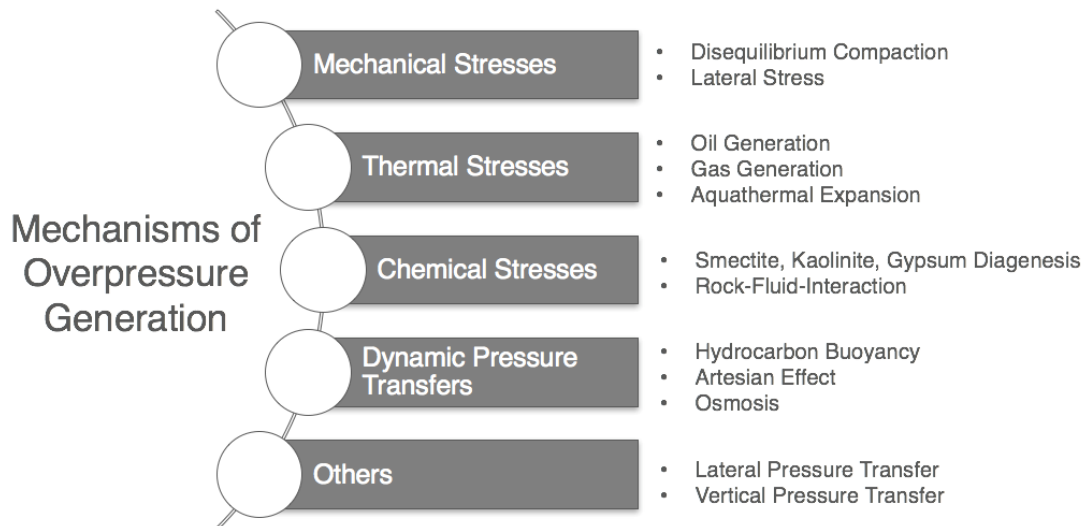 Mechanisms of
Overpressure
Generation
Mechanical Stresses
• Disequilibrium Compaction
• Lateral Stress
Thermal Stresses
• Oil Generation
• Gas Generation
• Aquathermal Expansion
Chemical Stresses
• Smectite, Kaolinite, Gypsum Diagenesis
• Rock-Fluid-Interaction
Dynamic Pressure
Transfers
• Hydrocarbon Buoyancy
• Artesian Effect
• Osmosis
Others
• Lateral Pressure Transfer
• Vertical Pressure Transfer